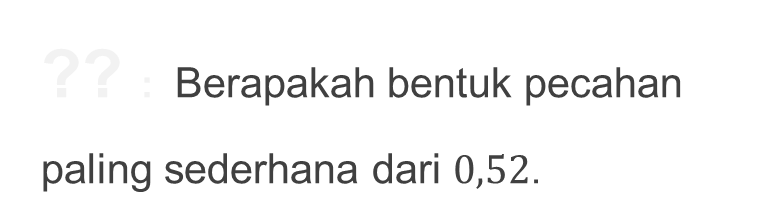 ?? : Berapakah bentuk pecahan
paling sederhana dari 0,52.